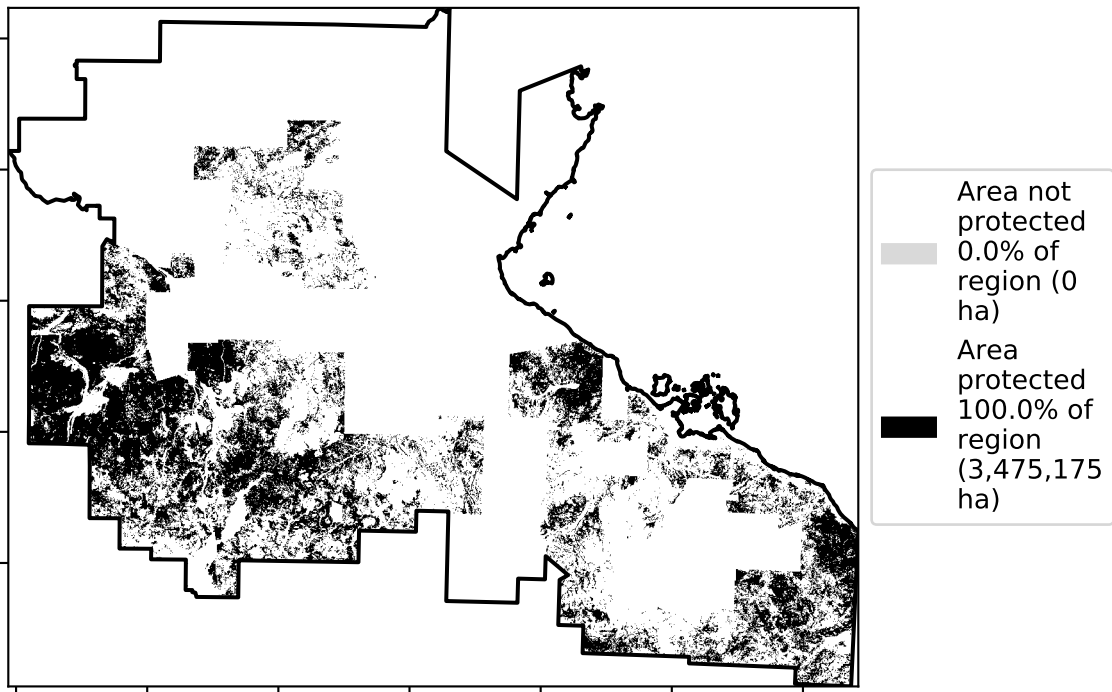 Area not
protected
0.0% of
region (0
ha)
Area
protected
100.0% of
region
(3,475,175
ha)